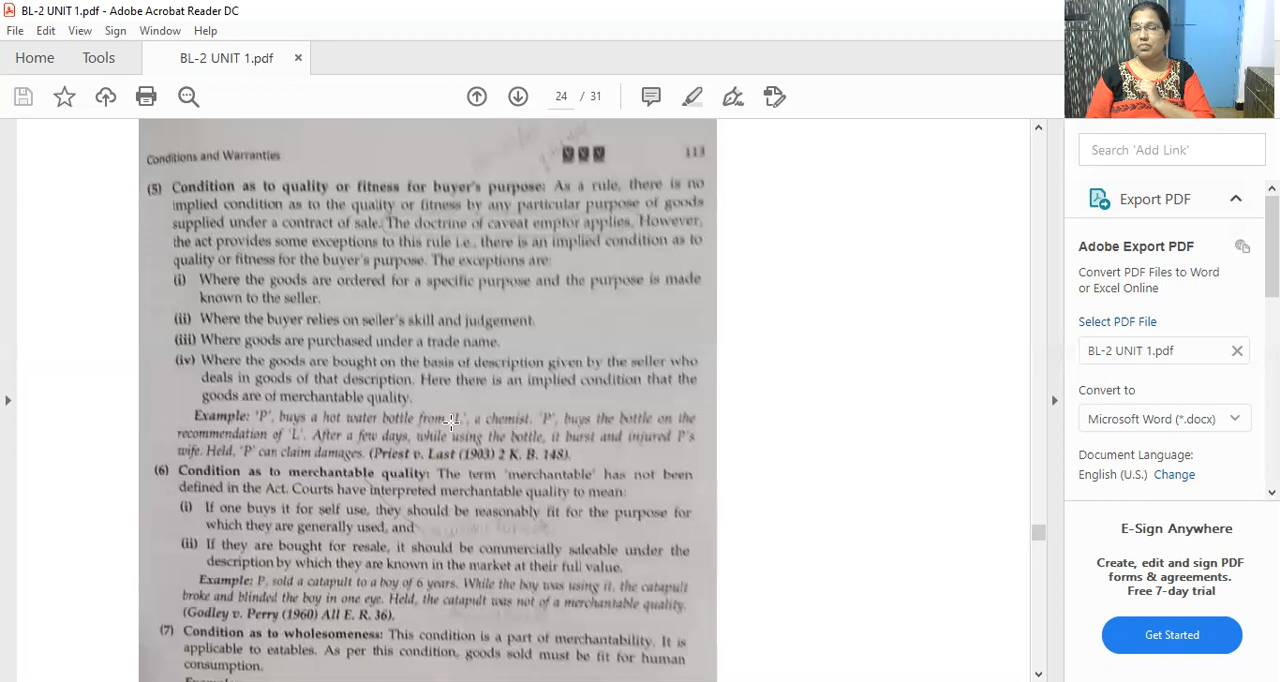 BL-2 UNIT 1.pdf - Adobe Acrobat Reader DC
File Edit View Sign Window Help
Home Tools BL-2 UNIT 1.pdf ×
24 / 31
Conditions and Warranties 113
(5) Condition as to quality or fitness for buyer's purpose: As a rule, there is no
implied condition as to the quality or fitness by any particular purpose of goods
supplied under a contract of sale. The doctrine of caveat emptor applies. However,
the act provides some exceptions to this rule i.e., there is an implied condition as to
quality or fitness for the buyer's purpose. The exceptions are:
(i) Where the goods are ordered for a specific purpose and the purpose is made
known to the seller.
(ii) Where the buyer relies on seller's skill and judgement.
(iii) Where goods are purchased under a trade name.
(iv) Where the goods are bought on the basis of description given by the seller who
deals in goods of that description. Here there is an implied condition that the
goods are of merchantable quality.
Example: 'P', buys a hot water bottle from 'L', a chemist. 'P', buys the bottle on the
recommendation of 'L'. After a few days, while using the bottle, it burst and injured P's
wife. Held, 'P' can claim damages. (Priest v. Last (1903) 2 K. B. 148).
(6) Condition as to merchantable quality: The term 'merchantable' has not been
defined in the Act. Courts have interpreted merchantable quality to mean:
(i) If one buys it for self use, they should be reasonably fit for the purpose for
which they are generally used, and
(ii) If they are bought for resale, it should be commercially saleable under the
description by which they are known in the market at their full value.
Example: P, sold a catapult to a boy of 6 years. While the boy was using it, the catapult
broke and blinded the boy in one eye. Held, the catapult was not of a merchantable quality.
(Godley v. Perry (1960) All E. R. 36).
(7) Condition as to wholesomeness: This condition is a part of merchantability. It is
applicable to eatables. As per this condition, goods sold must be fit for human
consumption.
Search 'Add Link'
Export PDF
Adobe Export PDF
Convert PDF Files to Word
or Excel Online
Select PDF File
BL-2 UNIT 1.pdf
Convert to
Microsoft Word (*.docx)
Document Language:
English (U.S.) Change
E-Sign Anywhere
Create, edit and sign PDF
forms & agreements.
Free 7-day trial
Get Started